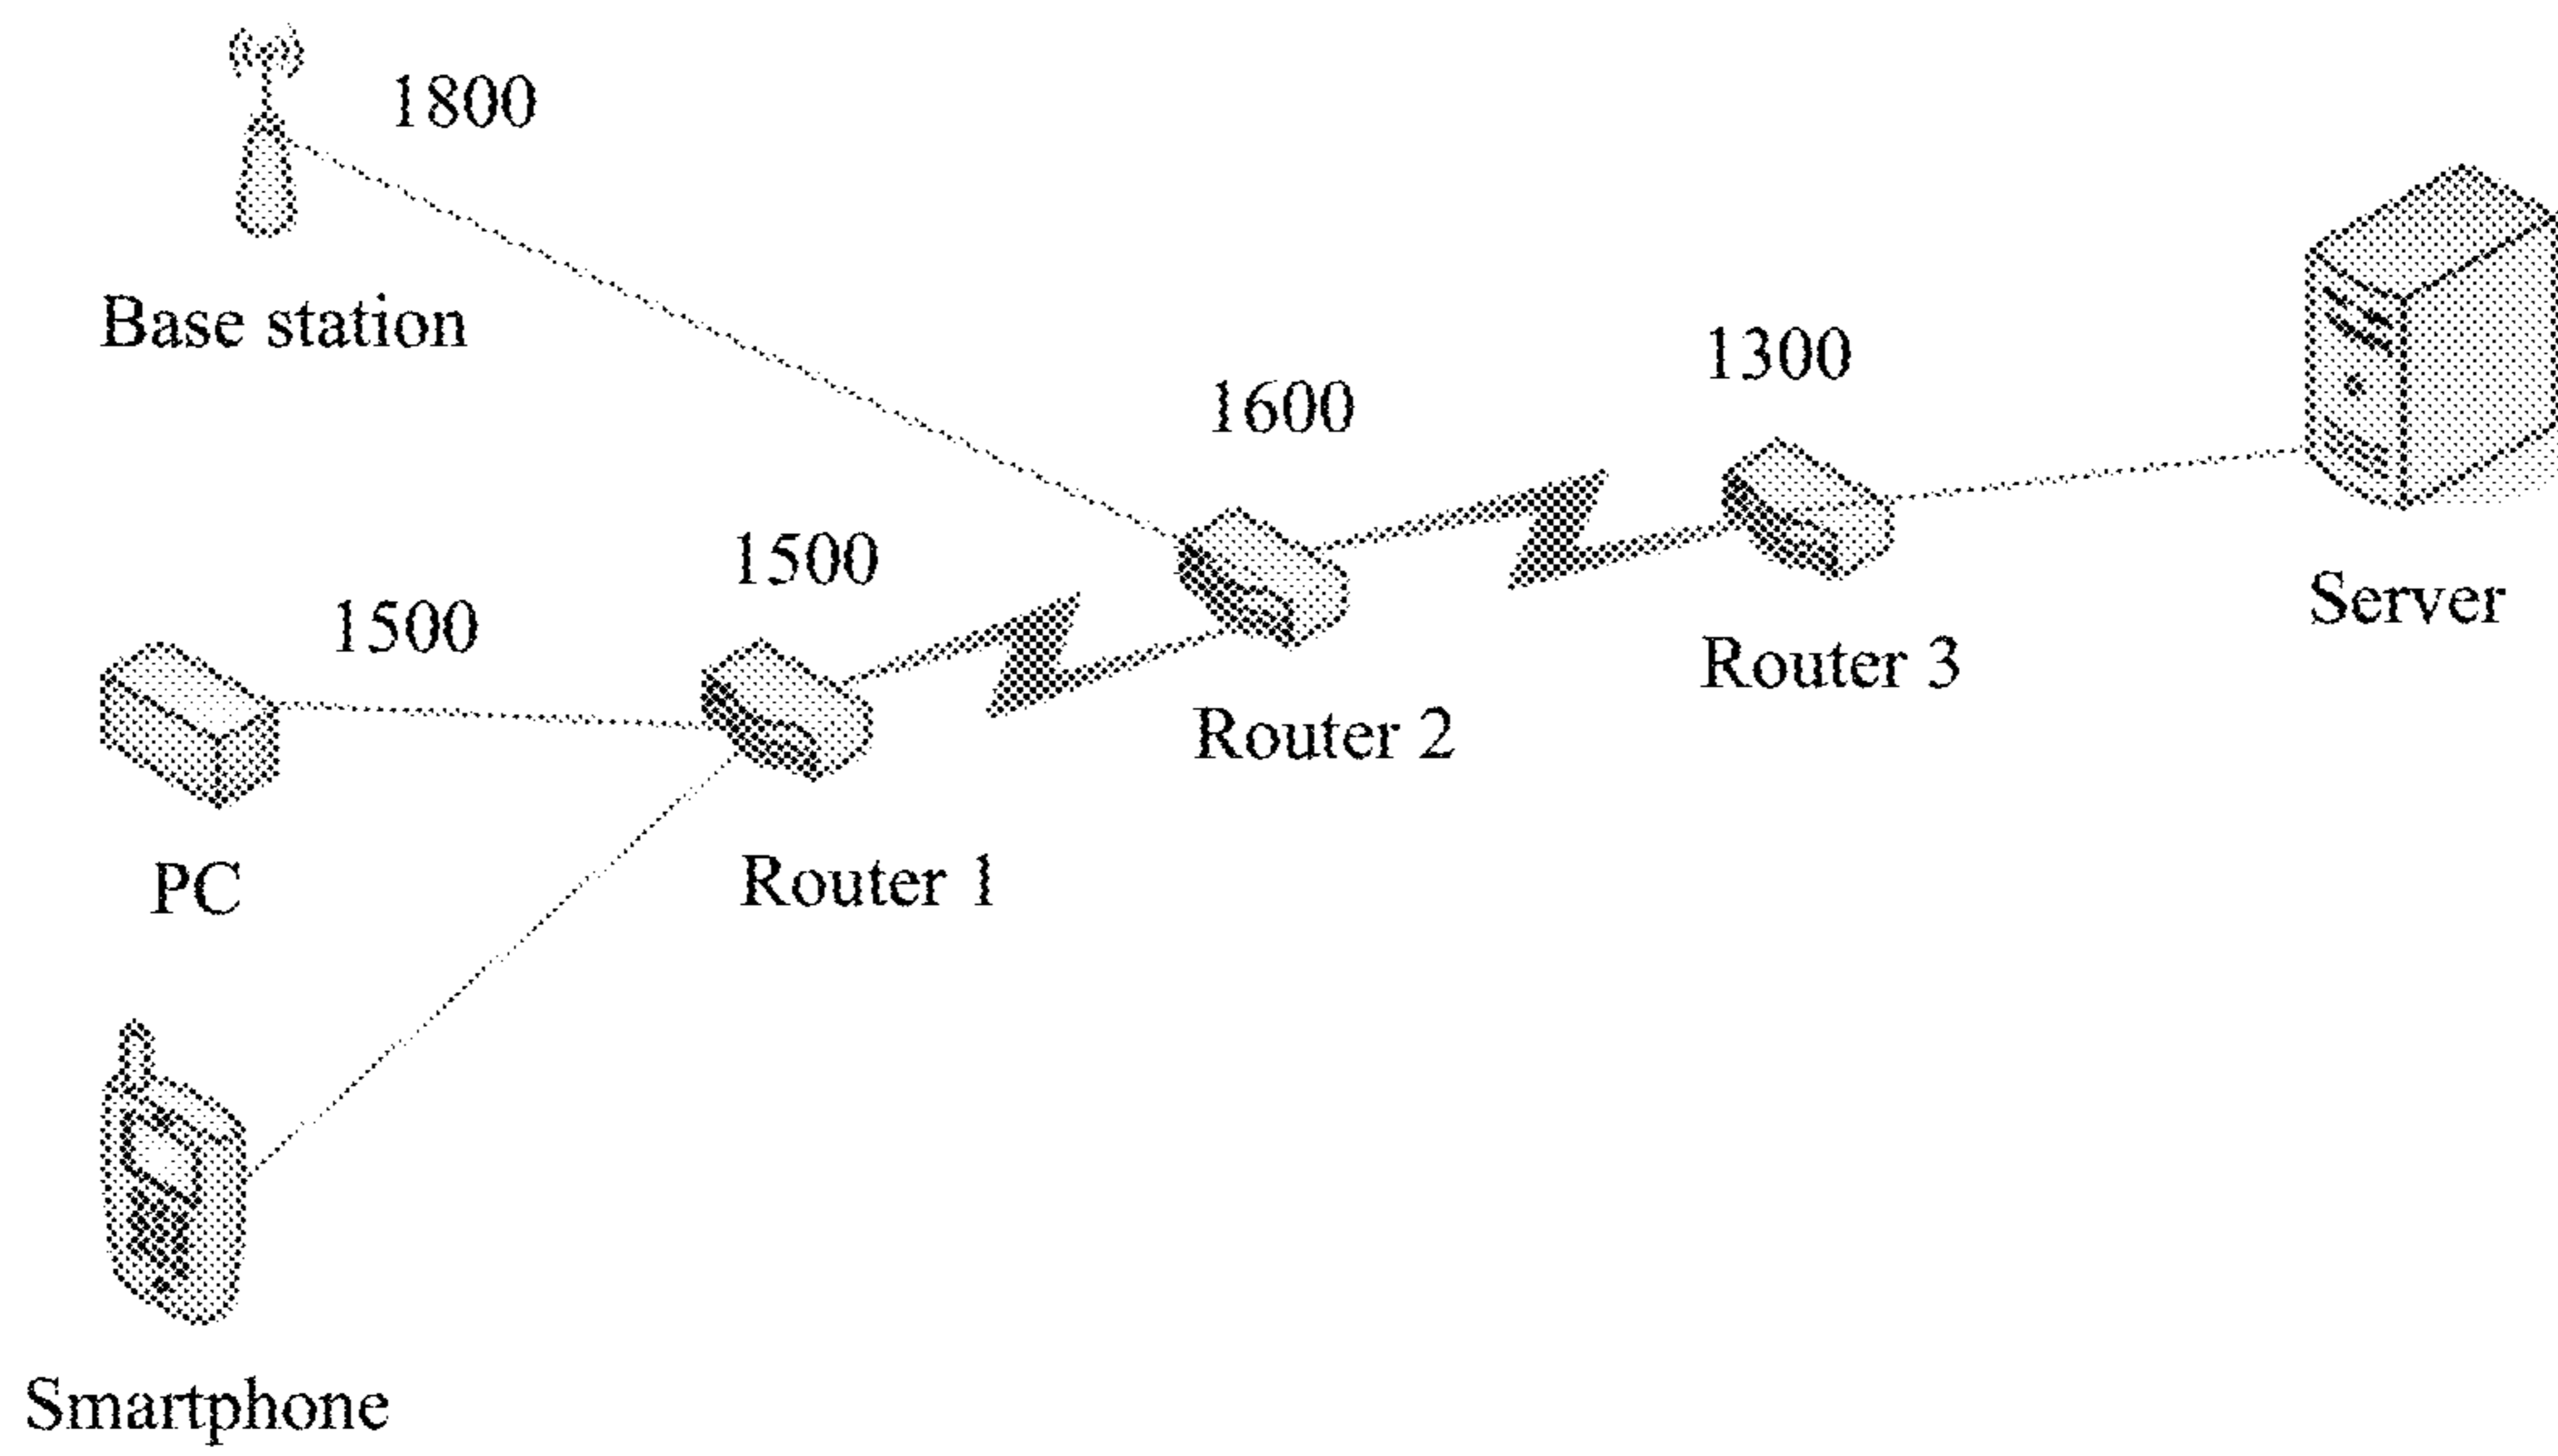 1800
Base station
1300
1600
1500
1500
Server
Router 3
Router 2
PC
Router 1
Smartphone